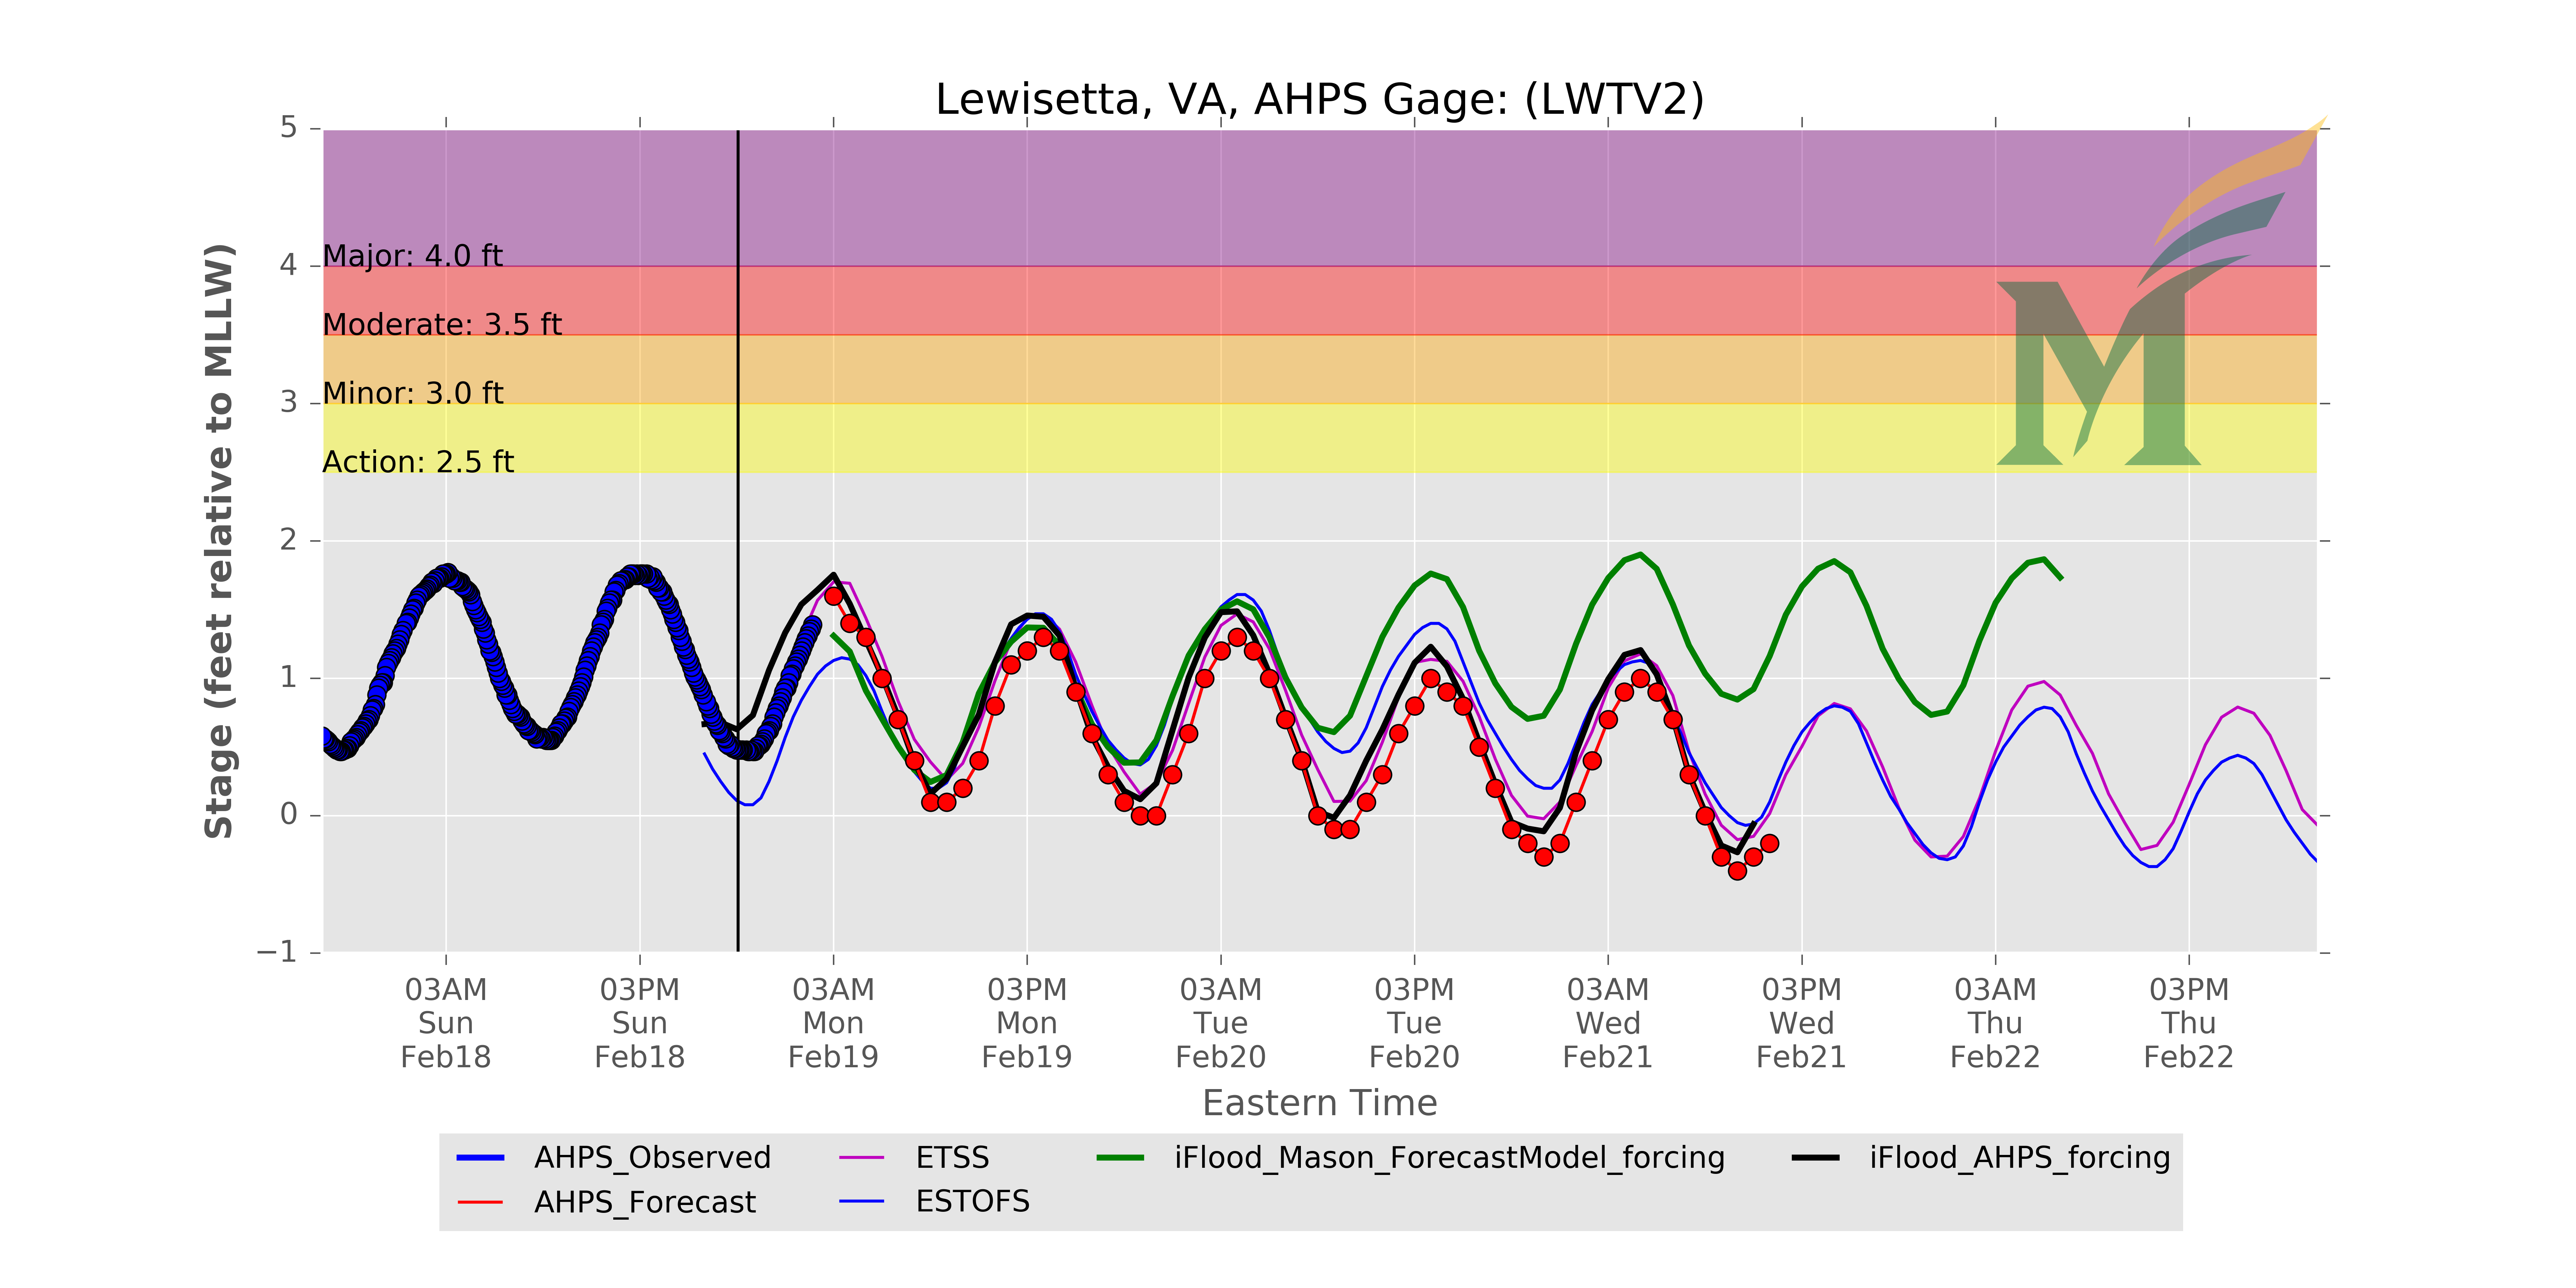 Lewisetta, VA, AHPS Gage: (LWTV2)
Stage (feet relative to MLLW)
5
4
3
2
1
0
−1
Major: 4.0 ft
Moderate: 3.5 ft
Minor: 3.0 ft
Action: 2.5 ft
03AM
Sun
Feb18
03PM
Sun
Feb18
03AM
Mon
Feb19
03PM
Mon
Feb19
03AM
Tue
Feb20
03PM
Tue
Feb20
03AM
Wed
Feb21
03PM
Wed
Feb21
03AM
Thu
Feb22
03PM
Thu
Feb22
Eastern Time
AHPS_Observed
AHPS_Forecast
ETSS
ESTOFS
iFlood_Mason_ForecastModel_forcing
iFlood_AHPS_forcing
M